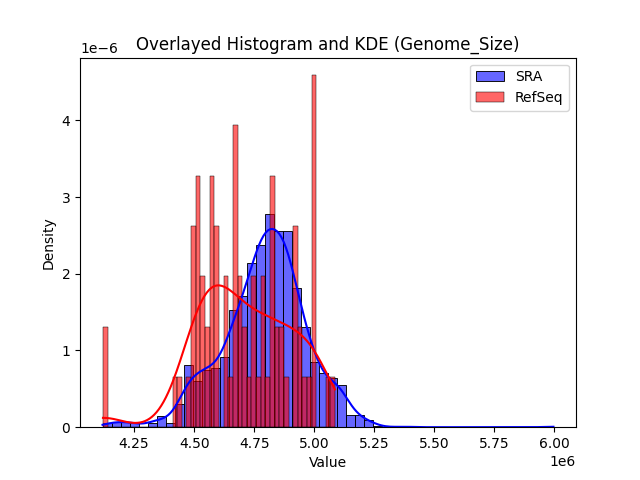 Overlayed Histogram and KDE (Genome_Size)
1e−6
SRA
RefSeq
4
3
2
1
0
Density
4.25 4.50 4.75 5.00 5.25 5.50 5.75 6.00
1e6
Value